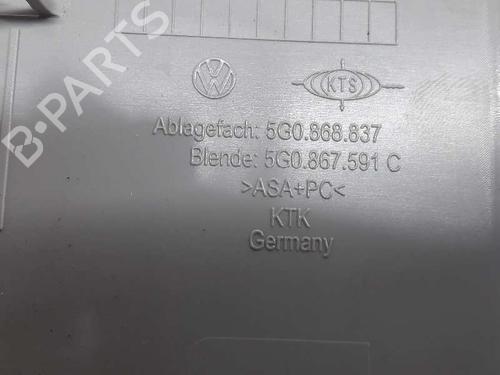 B-PARTS
KTS
Ablagefach: 5G0.868.837
Blende: 5G0.867.591 C
>ASA+PC<
KTK
Germany